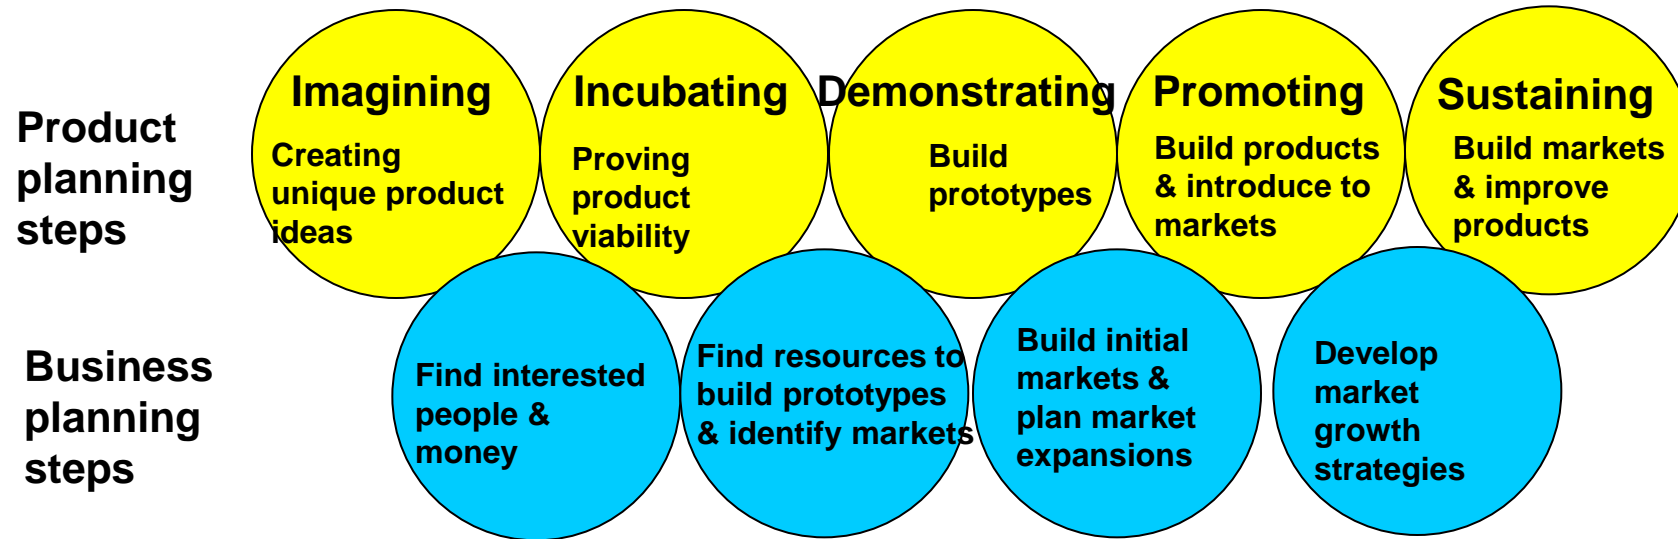 Product
planning
steps
Imagining
Creating
unique product
ideas
Incubating
Proving
product
viability
Demonstrating
Build
prototypes
Promoting
Build products
& introduce to
markets
Sustaining
Build markets
& improve
products
Business
planning
steps
Find interested
people &
money
Find resources to
build prototypes
& identify markets
Build initial
markets &
plan market
expansions
Develop
market
growth
strategies